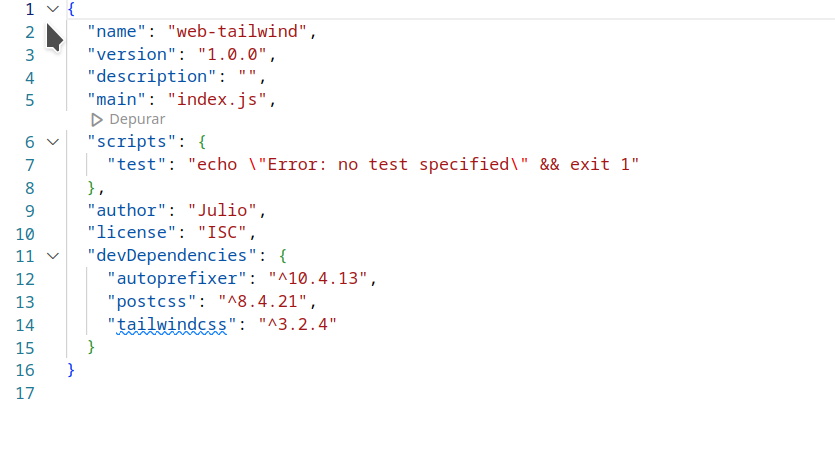 1 {
2 "name": "web-tailwind",
3 "version": "1.0.0",
4 "description": "",
5 "main": "index.js",
Depurar
6 "scripts": {
7 "test": "echo \"Error: no test specified\" && exit 1"
8 },
9 "author": "Julio",
10 "license": "ISC",
11 "devDependencies": {
12 "autoprefixer": "^10.4.13",
13 "postcss": "^8.4.21",
14 "tailwindcss": "^3.2.4"
15 }
16 }
17